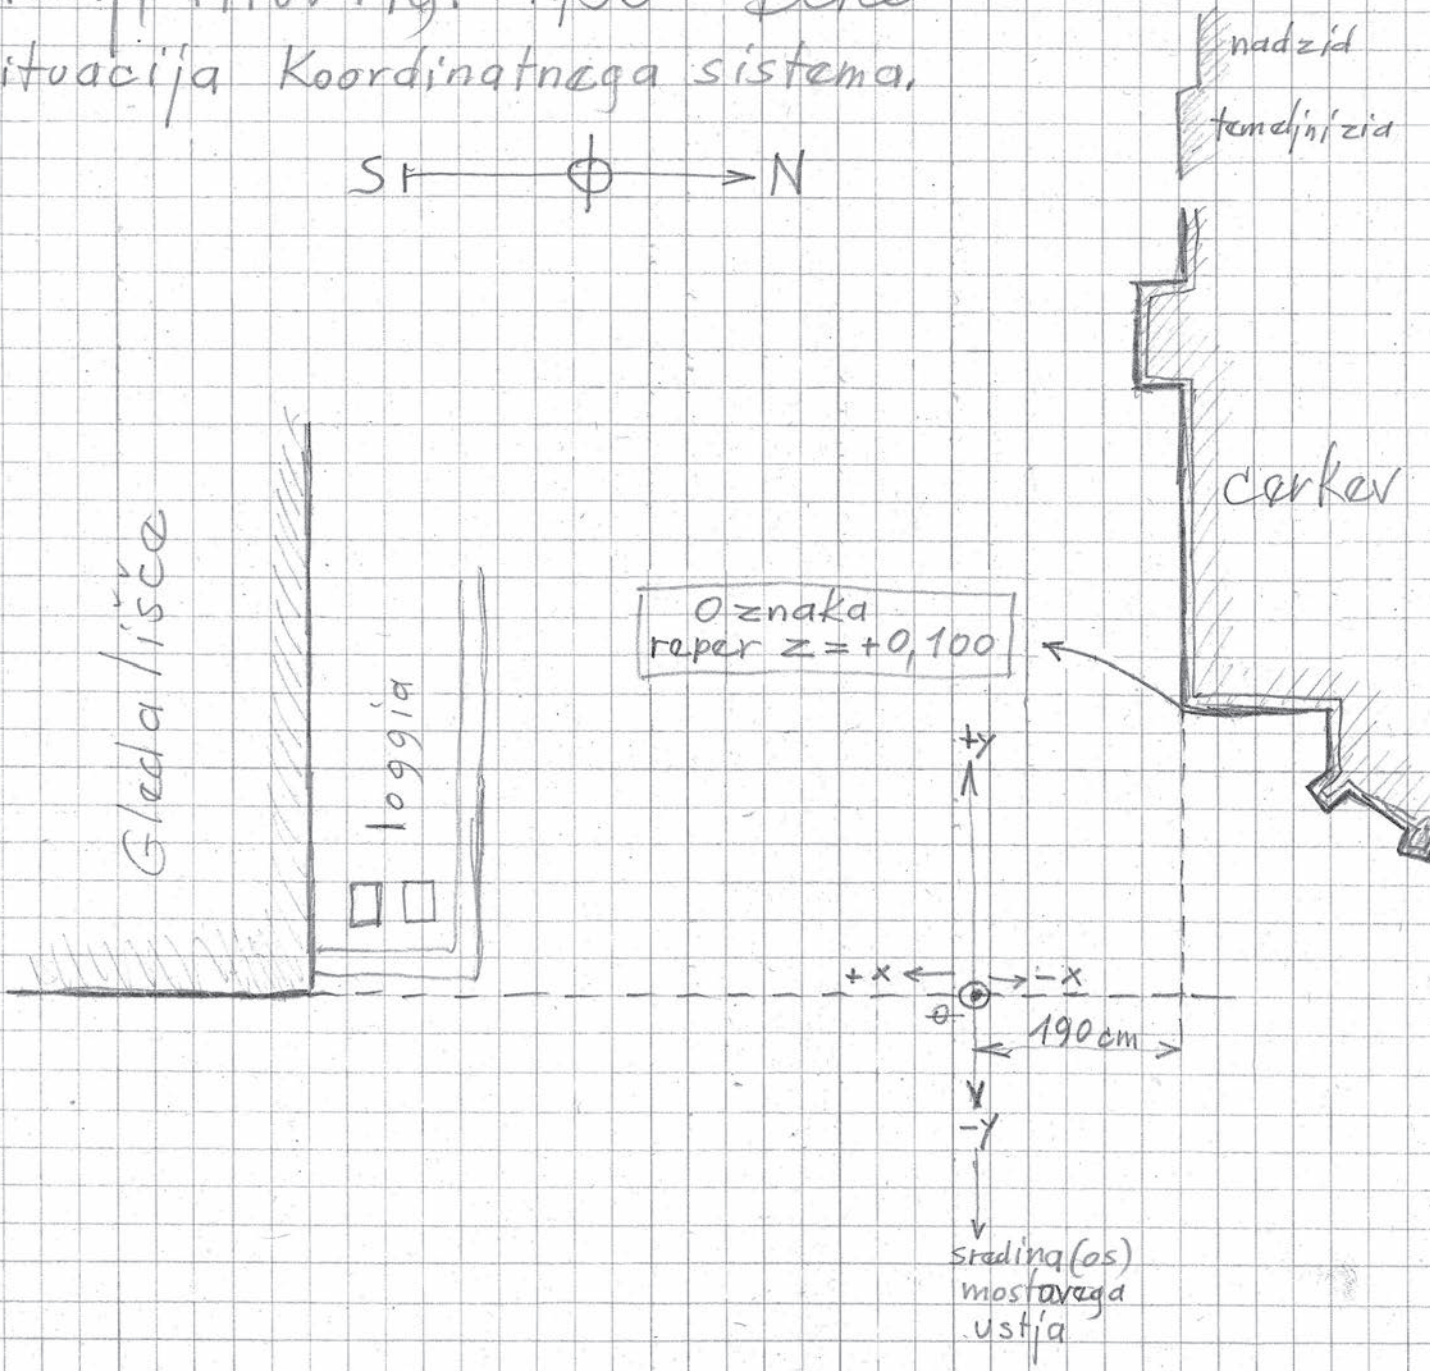 ituacija Koordinatnega sistema.
S N
nadzid
temeljni zid
cerkev
Gledališče
loggia
Oznaka
reper z = +0,100
+y
+x -x
0
190 cm
-y
sredina (os)
mostovega
ustja